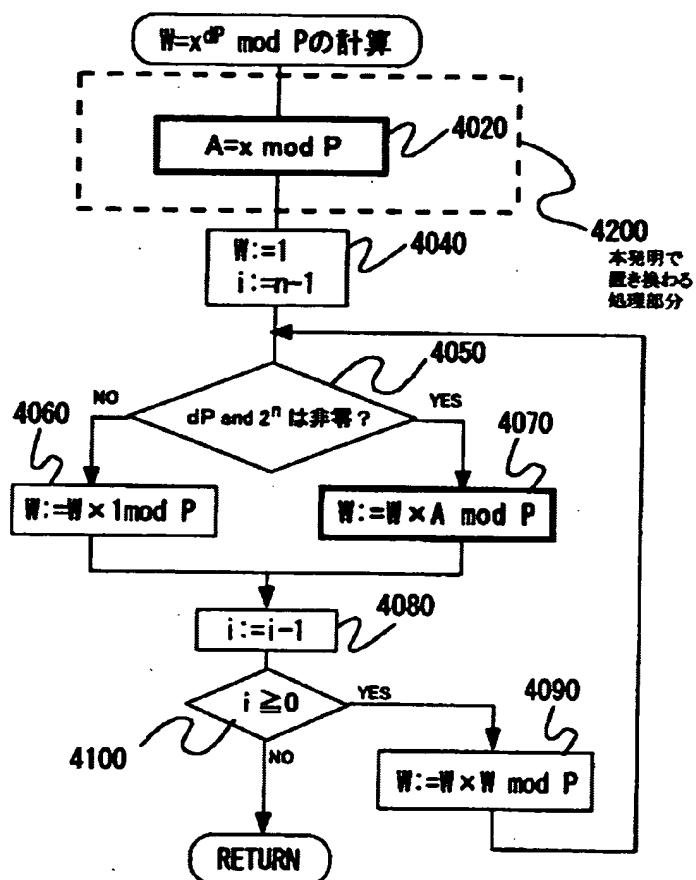 W=x^dP mod Pの計算
A=x mod P
4020
4200
本発明で
置き換わる
処理部分
W:=1
i:=n-1
4040
4050
dP and 2^n は非零？
NO
YES
4060
4070
W:=W×1mod P
W:=W×A mod P
i:=i-1
4080
i≧0
YES
NO
4100
4090
W:=W×W mod P
RETURN